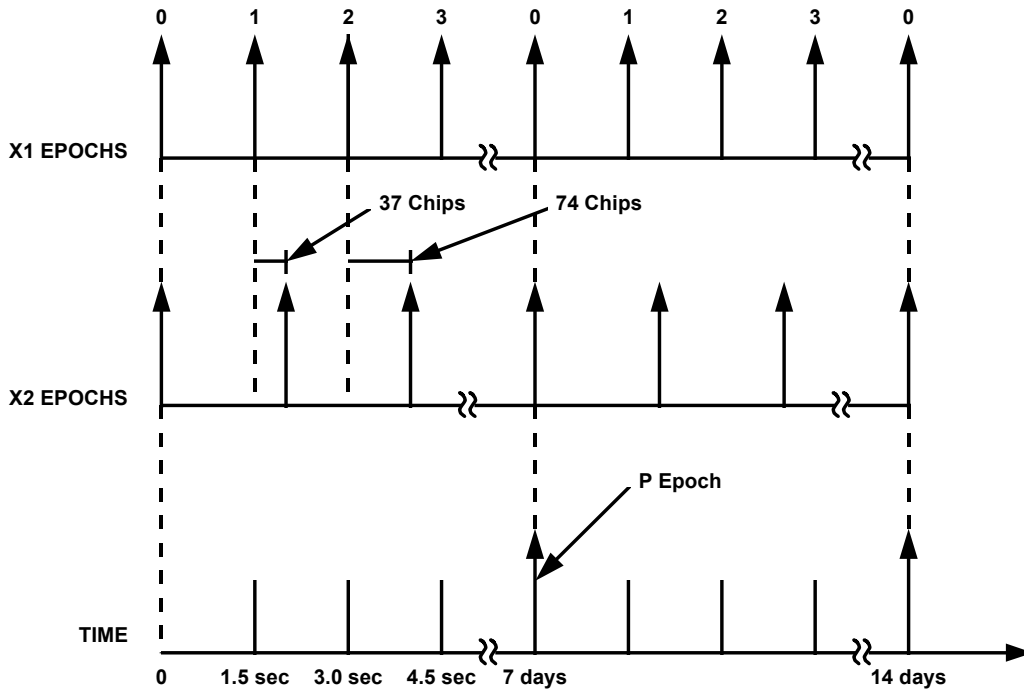 0 1 2 3 0 1 2 3 0
X1 EPOCHS
37 Chips 74 Chips
X2 EPOCHS
P Epoch
TIME
0 1.5 sec 3.0 sec 4.5 sec 7 days 14 days